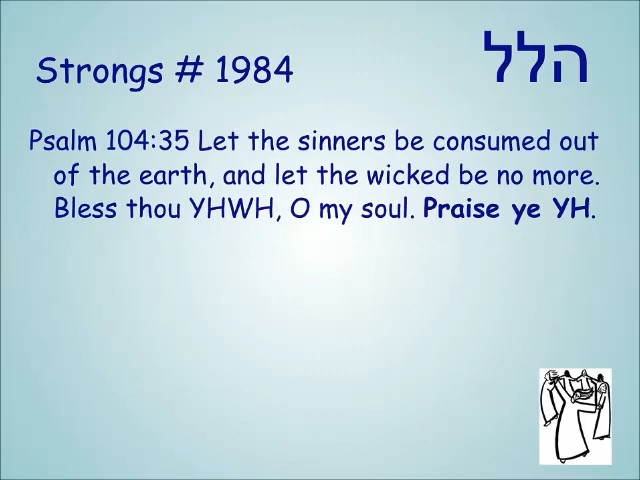 Strongs # 1984
הלל
Psalm 104:35 Let the sinners be consumed out
of the earth, and let the wicked be no more.
Bless thou YHWH, O my soul. Praise ye YH.